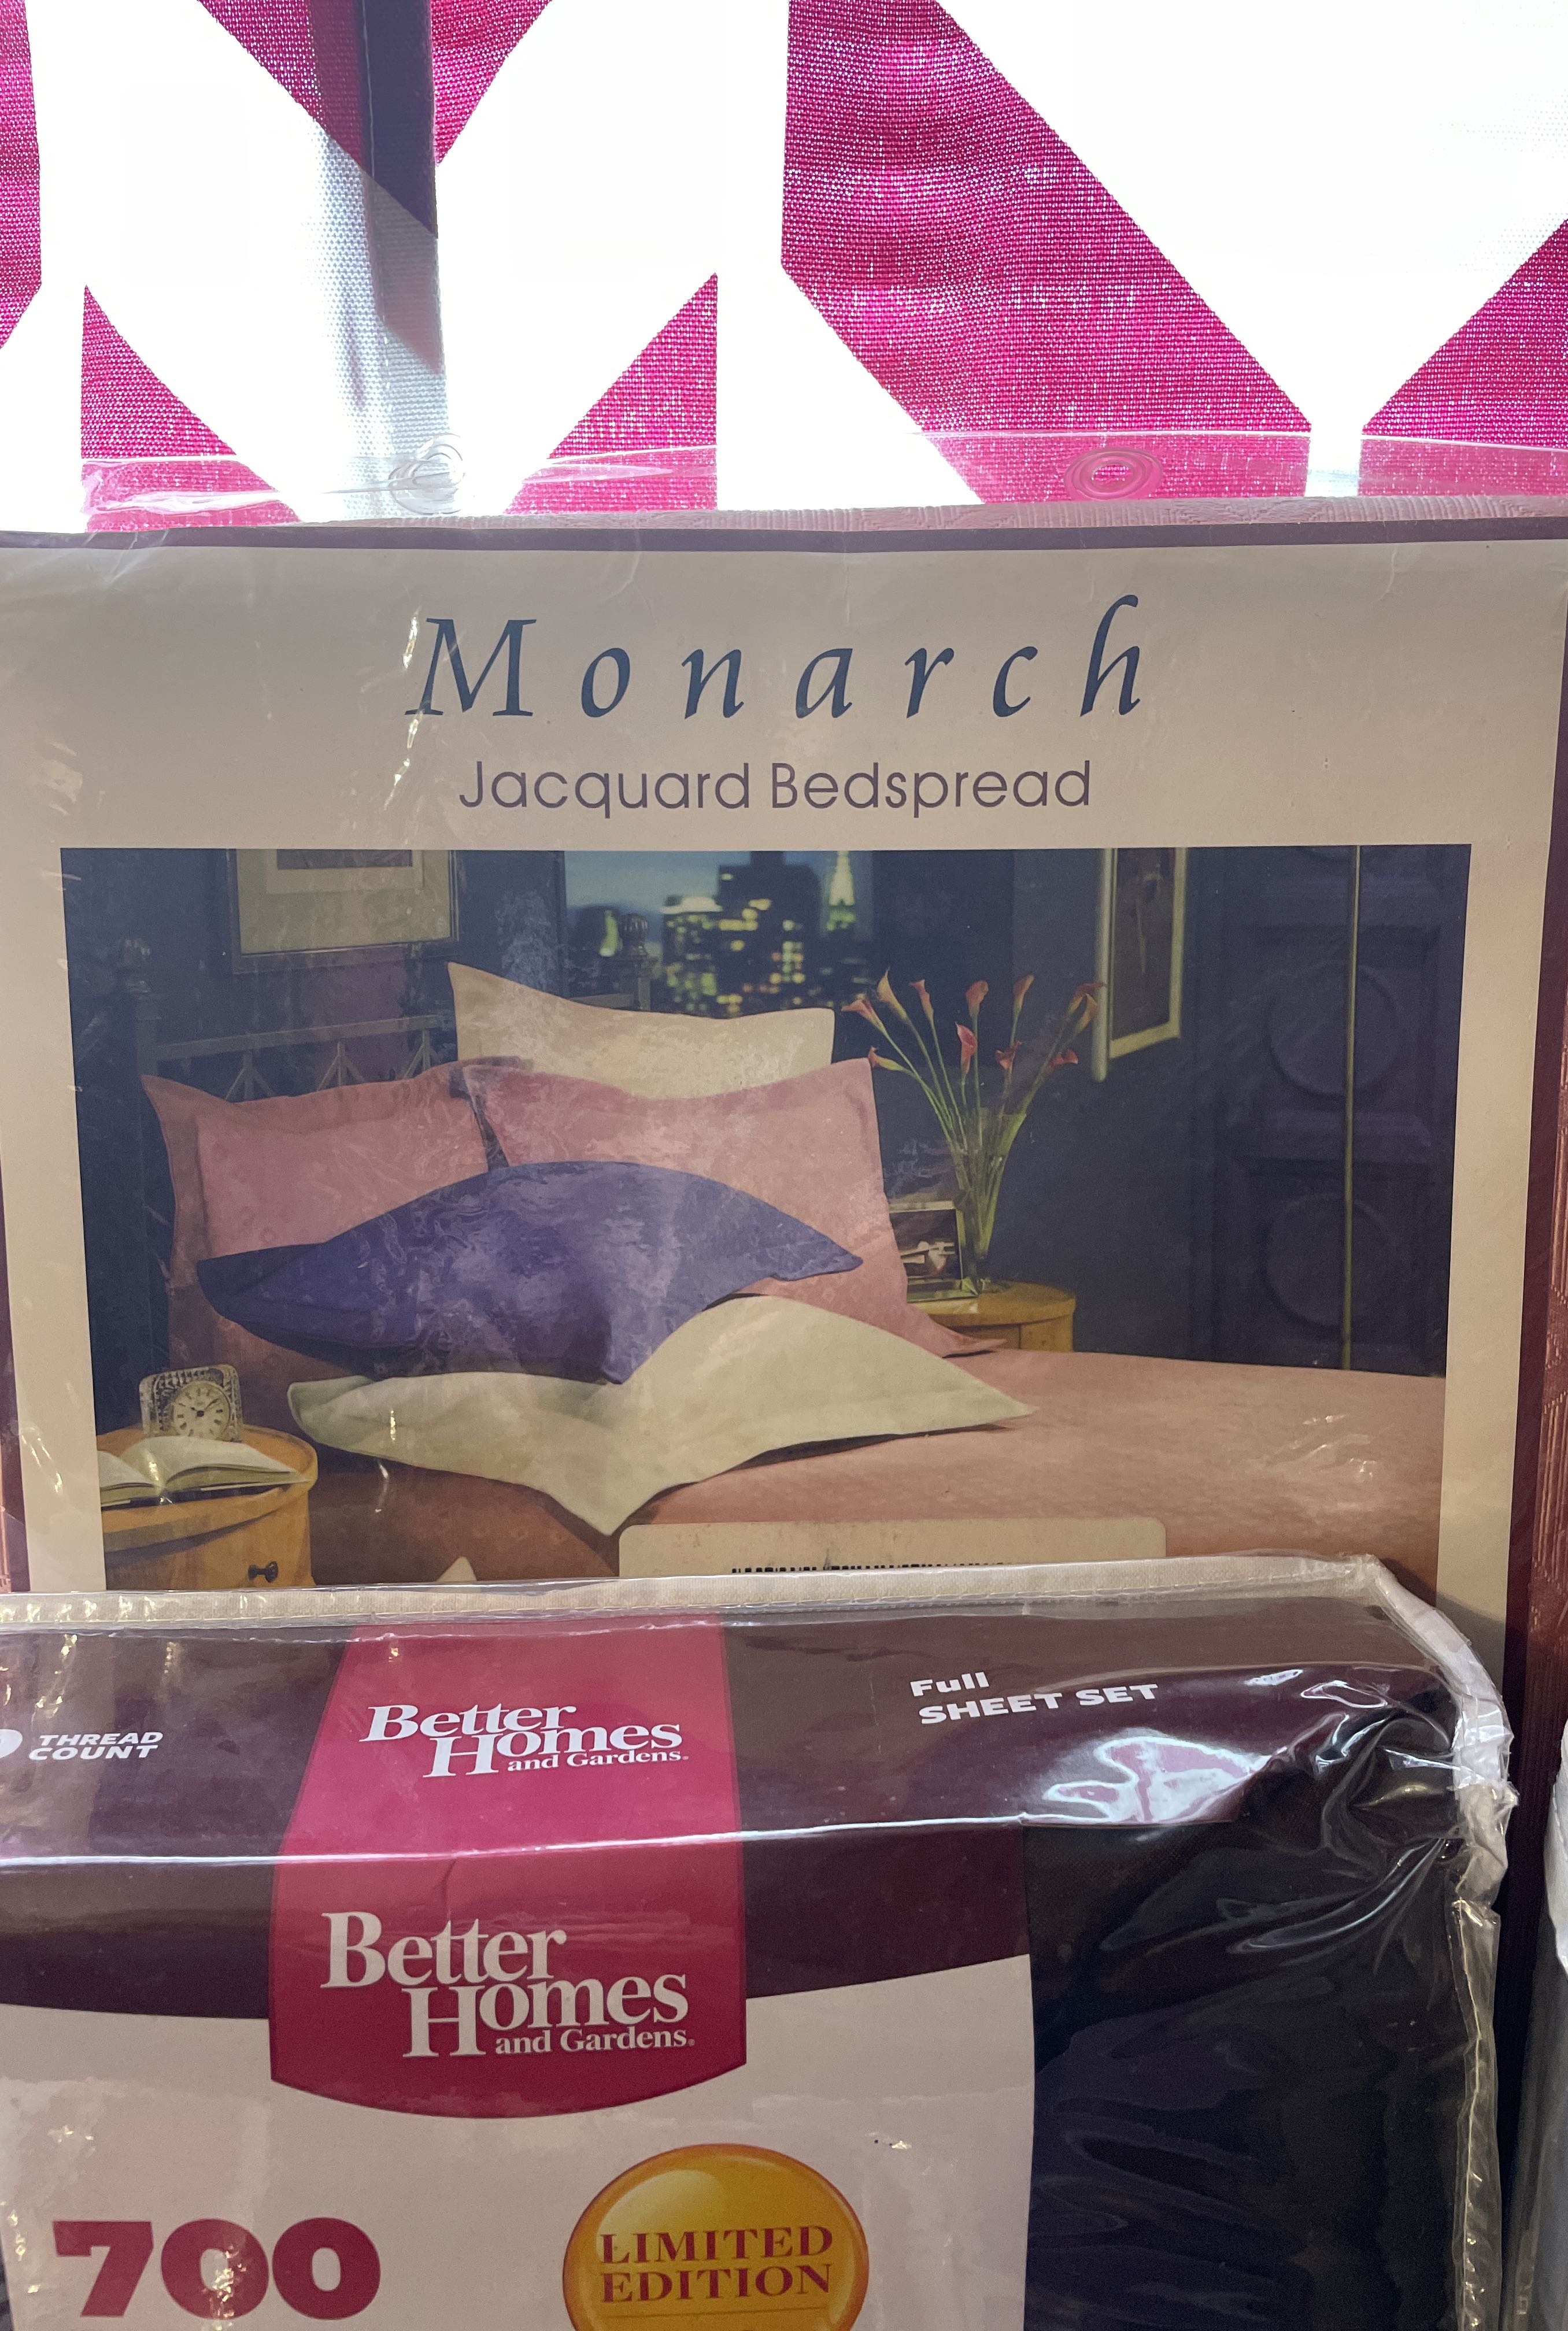 Monarch
Jacquard Bedspread
THREAD
COUNT
Better
Homes
and Gardens®
Full
SHEET SET
Better
Homes
and Gardens®
700
LIMITED
EDITION